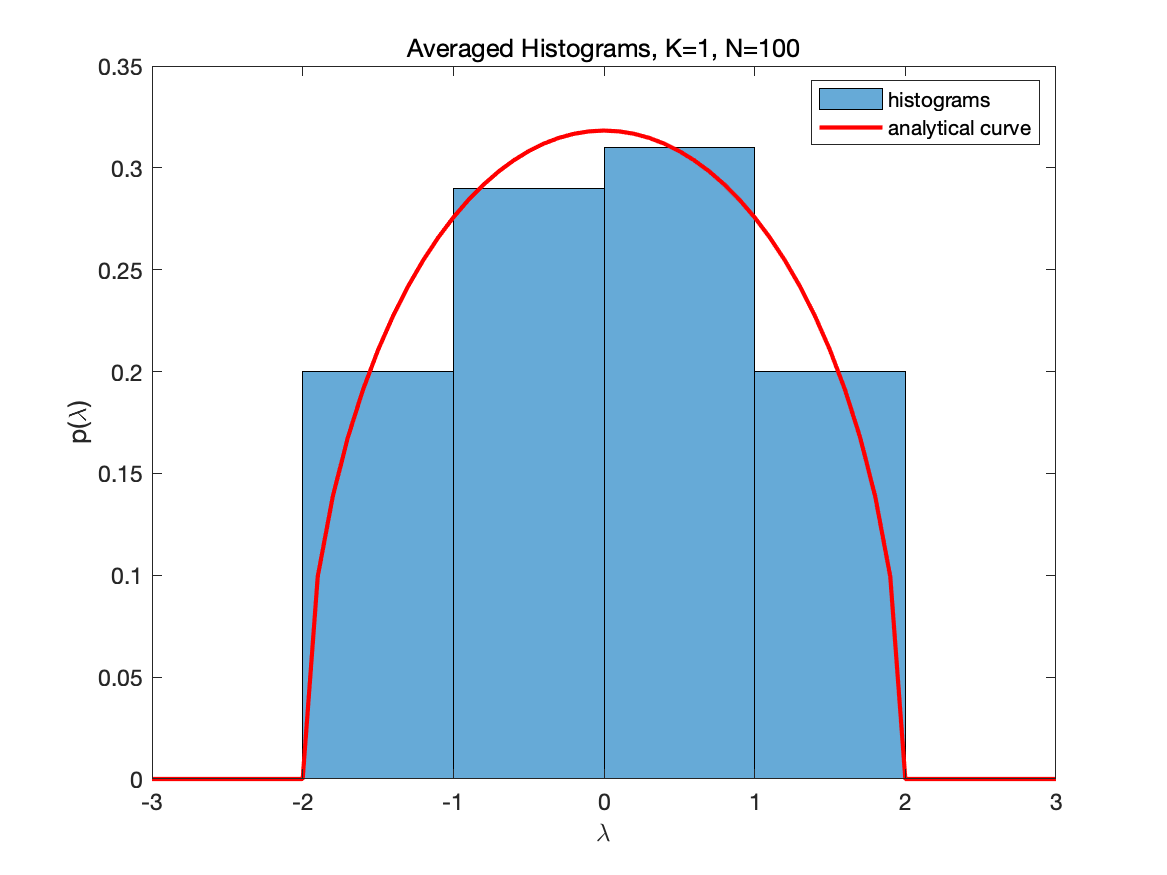 Averaged Histograms, K=1, N=100
histograms
analytical curve
0.35
0.3
0.25
0.2
0.15
0.1
0.05
0
p(λ)
-3 -2 -1 0 1 2 3
λ